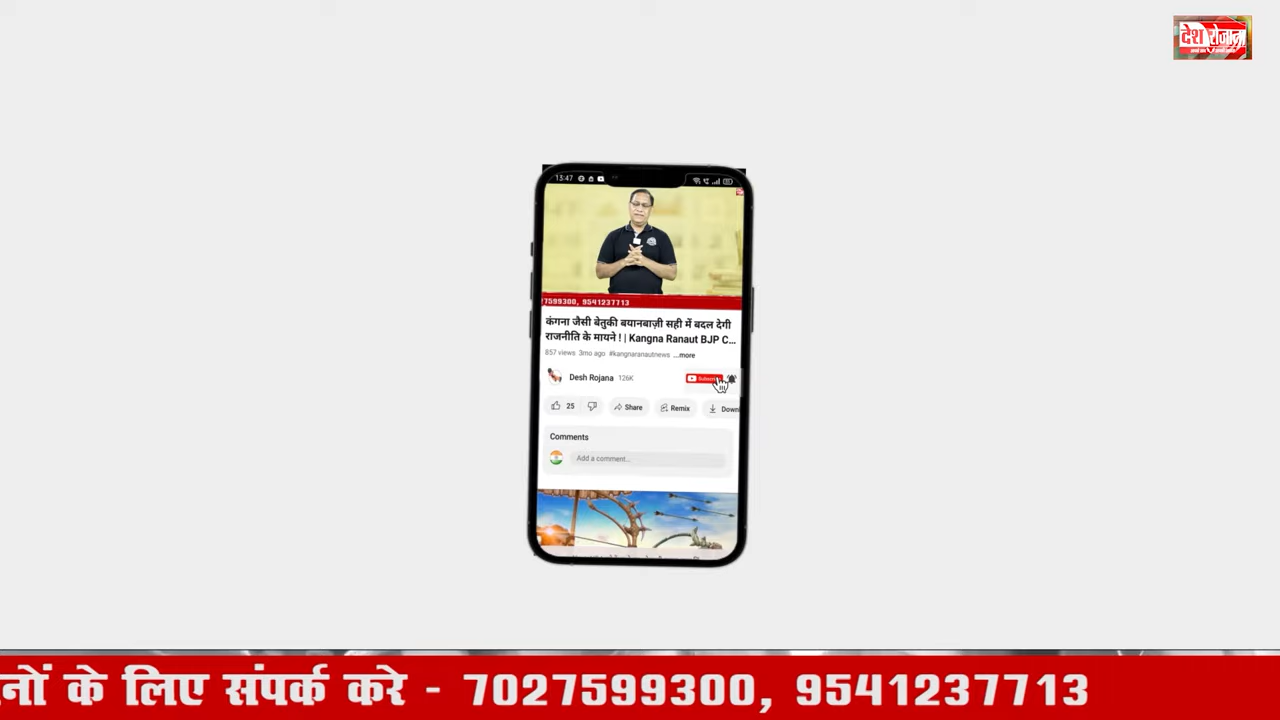 देश रोजाना
13:47
7599300, 9541237713
कंगना जैसी बेतुकी बयानबाज़ी सही में बदल देगी
राजनीति के मायने ! | Kangna Ranaut BJP C...
857 views 3mo ago #kangnaranautnews ...more
Desh Rojana 126K
25 Share Remix Down
Comments
Add a comment...
नों के लिए संपर्क करे - 7027599300, 9541237713